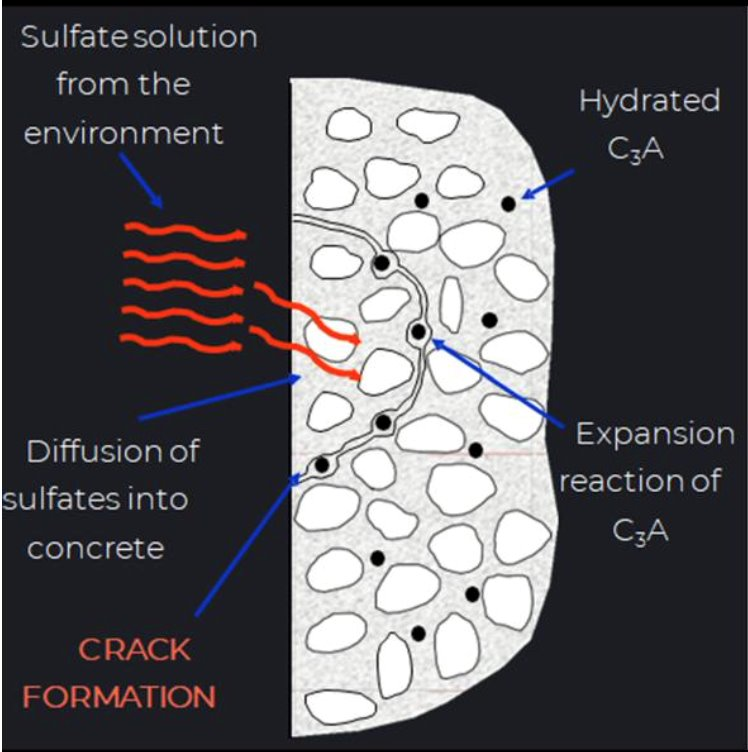 Sulfate solution
from the
environment
Hydrated
C₃A
Diffusion of
sulfates into
concrete
Expansion
reaction of
C₃A
CRACK
FORMATION